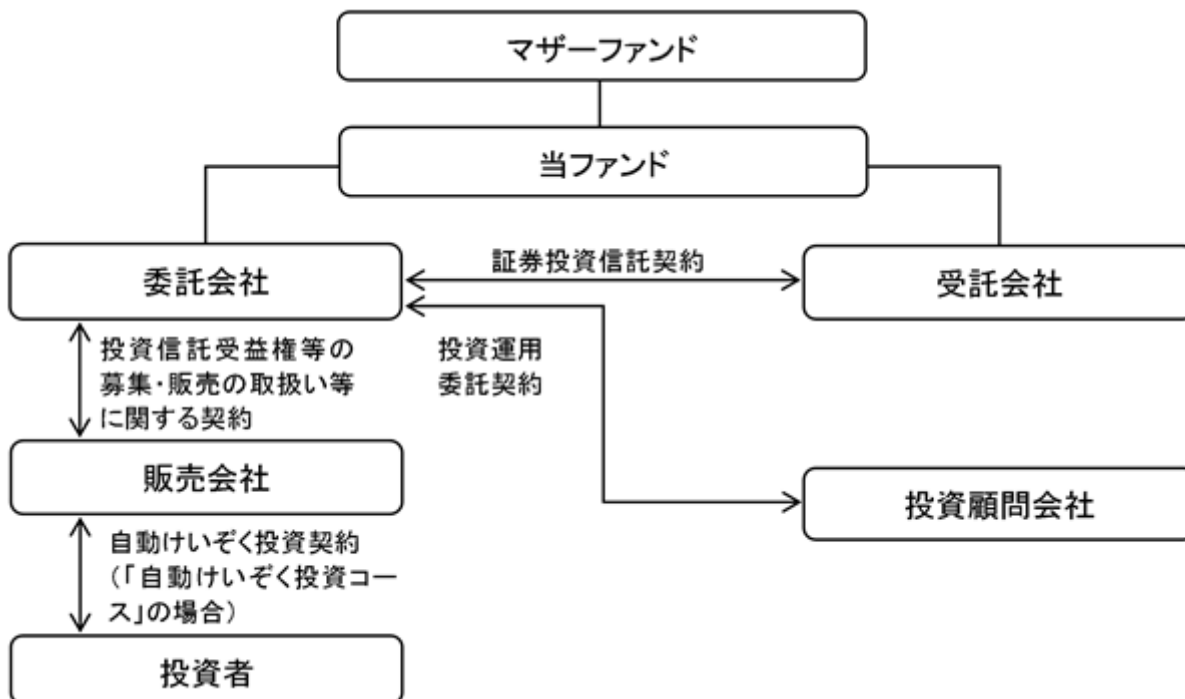 マザーファンド
当ファンド
委託会社
証券投資信託契約
受託会社
投資信託受益権等の
募集・販売の取扱い等
に関する契約
投資運用
委託契約
販売会社
投資顧問会社
自動けいぞく投資契約
（「自動けいぞく投資コー
ス」の場合）
投資者